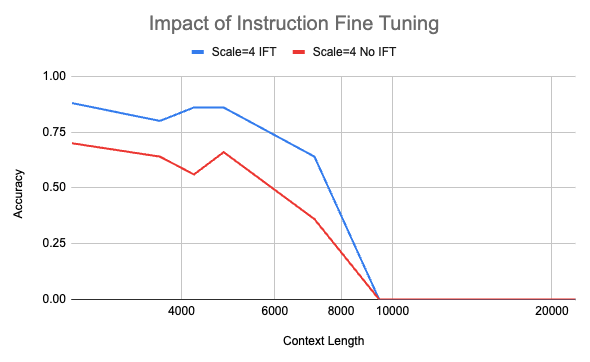 Impact of Instruction Fine Tuning
Scale=4 IFT Scale=4 No IFT
1.00
0.75
0.50
0.25
0.00
Accuracy
4000 6000 8000 10000 20000
Context Length